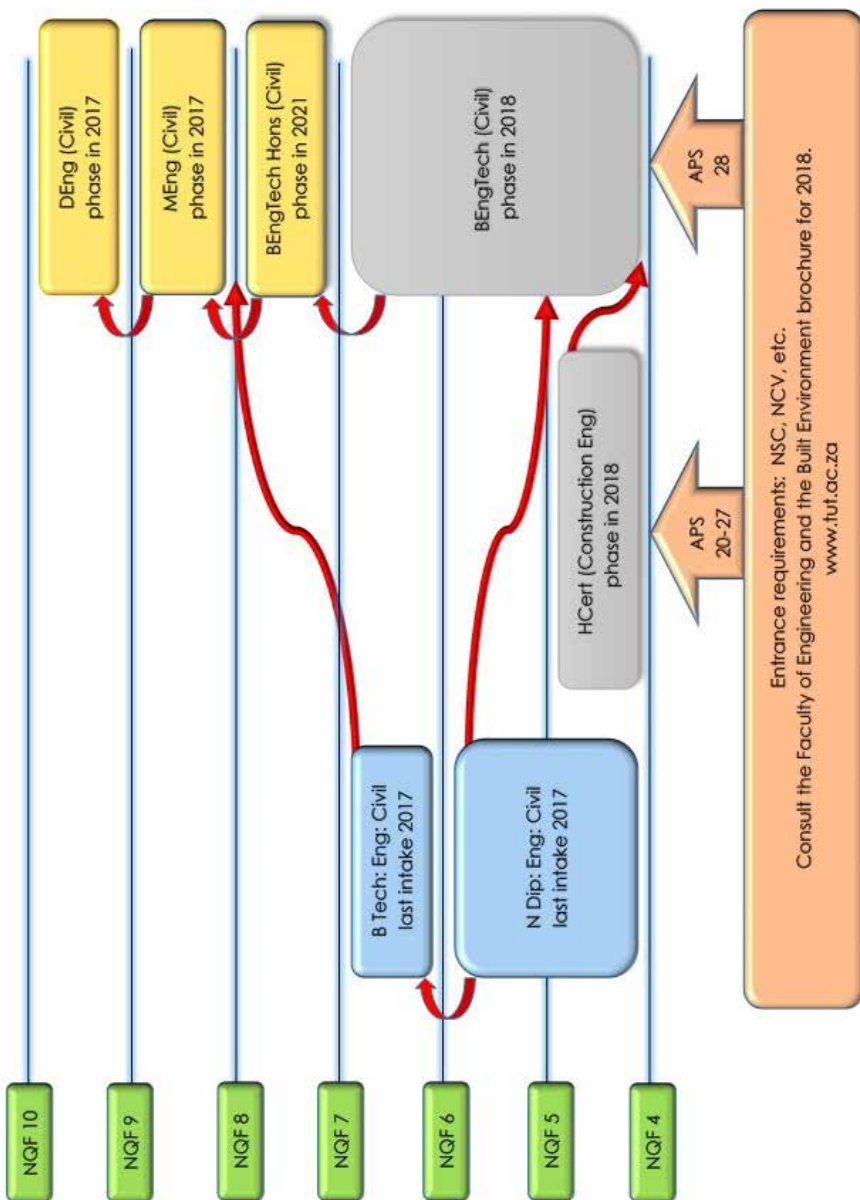 NQF 10
NQF 9
NQF 8
NQF 7
NQF 6
NQF 5
NQF 4
B Tech: Eng: Civil
last intake 2017
N Dip: Eng: Civil
last intake 2017
HCert (Construction Eng)
phase in 2018
DEng (Civil)
phase in 2017
MEng (Civil)
phase in 2017
BEngTech Hons (Civil)
phase in 2021
BEngTech (Civil)
phase in 2018
APS
20-27
APS
28
Entrance requirements: NSC, NCV, etc.
Consult the Faculty of Engineering and the Built Environment brochure for 2018.
www.tut.ac.za